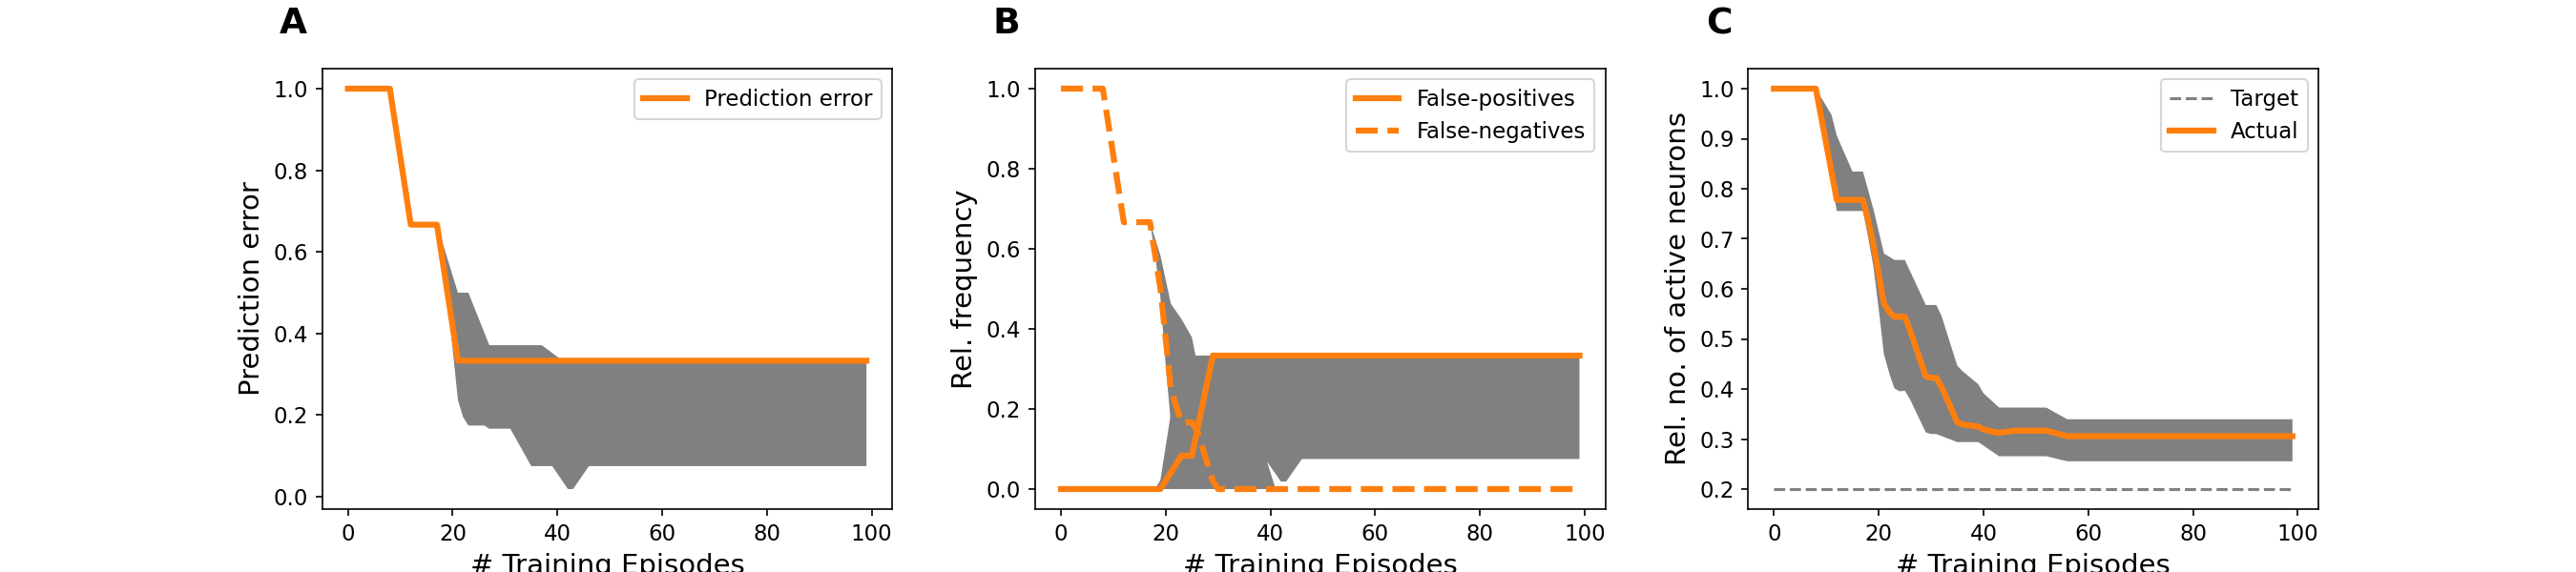 A
Prediction error
1.0
0.8
0.6
0.4
0.2
0.0
Prediction error
0
20
40
60
80
100
# Training Episodes
B
False-positives
False-negatives
1.0
0.8
0.6
0.4
0.2
0.0
Rel. frequency
0
20
40
60
80
100
# Training Episodes
C
Target
Actual
1.0
0.9
0.8
0.7
0.6
0.5
0.4
0.3
0.2
Rel. no. of active neurons
0
20
40
60
80
100
# Training Episodes